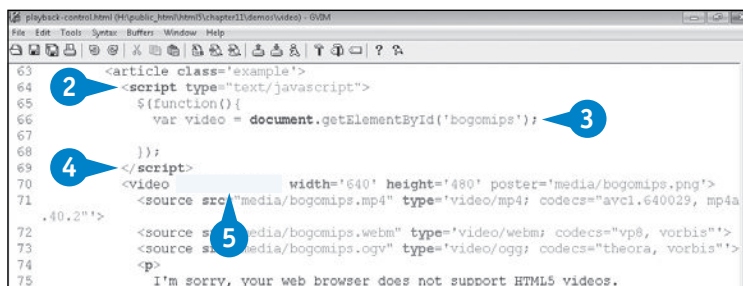 playback-control.html (H:\public_html\html5\chapter11\demos\video) - GVIM
File Edit Tools Syntax Buffers Window Help
63 <article class='example'>
64 2 <script type="text/javascript">
65 $(function(){
66 var video = document.getElementById('bogomips'); 3
67
68 });
69 4 </script>
70 <video width='640' height='480' poster='media/bogomips.png'>
71 <source "media/bogomips.mp4" type='video/mp4; codecs="avc1.640029, mp4a
.40.2"'>
72 <source media/bogomips.webm" type='video/webm; codecs="vp8, vorbis"'>
73 <source media/bogomips.ogv" type='video/ogg; codecs="theora, vorbis"'>
5
74 <p>
75 I'm sorry, your web browser does not support HTML5 videos.